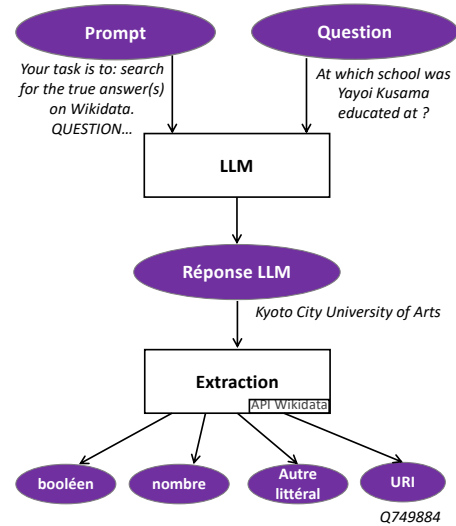 Prompt
Question
Your task is to: search
for the true answer(s)
on Wikidata.
QUESTION...
At which school was
Yayoi Kusama
educated at ?
LLM
Réponse LLM
Kyoto City University of Arts
Extraction
API Wikidata
booléen
nombre
Autre
littéral
URI
Q749884